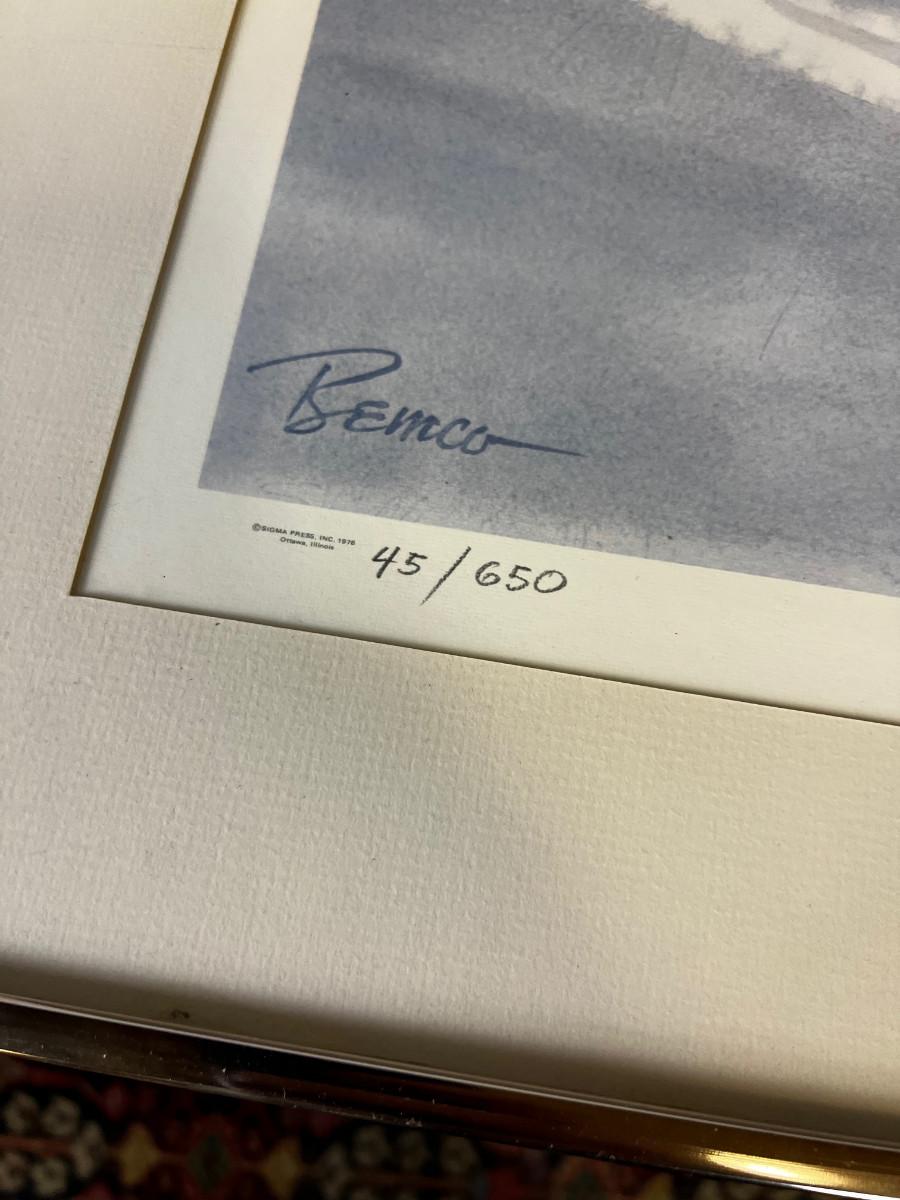 Bemco
©SIGMA PRESS, INC. 1976
Ottawa, Illinois
45/650